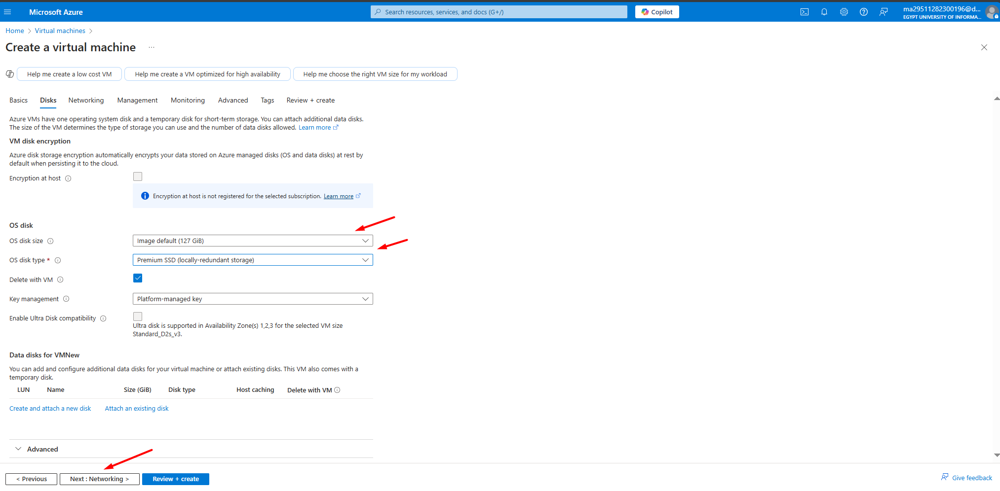 Microsoft Azure
Search resources, services, and docs (G+/)
Copilot
ma29511282300196@d...
EGYPT UNIVERSITY OF INFORMA...
Home > Virtual machines >
Create a virtual machine ...
Help me create a low cost VM
Help me create a VM optimized for high availability
Help me choose the right VM size for my workload
Basics Disks Networking Management Monitoring Advanced Tags Review + create
Azure VMs have one operating system disk and a temporary disk for short-term storage. You can attach additional data disks.
The size of the VM determines the type of storage you can use and the number of data disks allowed. Learn more
VM disk encryption
Azure disk storage encryption automatically encrypts your data stored on Azure managed disks (OS and data disks) at rest by
default when persisting it to the cloud.
Encryption at host
Encryption at host is not registered for the selected subscription. Learn more
OS disk
OS disk size
Image default (127 GiB)
OS disk type *
Premium SSD (locally-redundant storage)
Delete with VM
Key management
Platform-managed key
Enable Ultra Disk compatibility
Ultra disk is supported in Availability Zone(s) 1,2,3 for the selected VM size
Standard_D2s_v3.
Data disks for VMNew
You can add and configure additional data disks for your virtual machine or attach existing disks. This VM also comes with a
temporary disk.
LUN Name Size (GiB) Disk type Host caching Delete with VM
Create and attach a new disk Attach an existing disk
Advanced
< Previous
Next : Networking >
Review + create
Give feedback